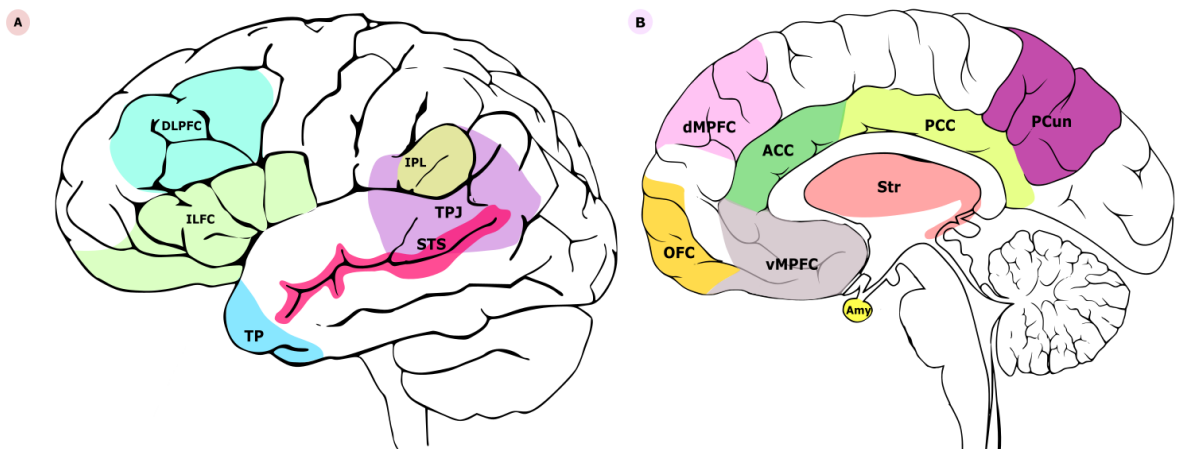 A
DLPFC
IPL
ILFC
TPJ
STS
TP
B
dMPFC
PCC
PCun
ACC
Str
OFC
vMPFC
Amy